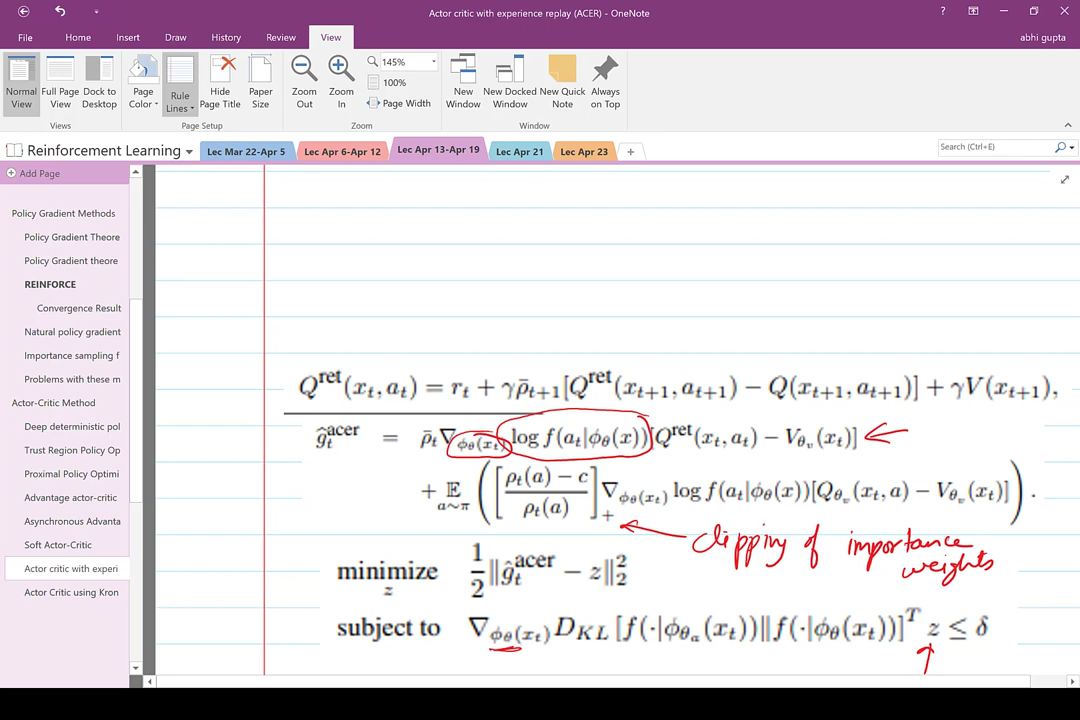 Actor critic with experience replay (ACER) - OneNote
? abhi gupta
File Home Insert Draw History Review View
Normal View
Full Page View
Dock to Desktop
Page Color
Rule Lines
Hide Page Title
Paper Size
Zoom Out
Zoom In
145%
100%
Page Width
New Window
New Docked Window
New Quick Note
Always on Top
Views Page Setup Zoom Window
Reinforcement Learning
Lec Mar 22-Apr 5 Lec Apr 6-Apr 12 Lec Apr 13-Apr 19 Lec Apr 21 Lec Apr 23 +
Search (Ctrl+E)
Add Page
Policy Gradient Methods
Policy Gradient Theore
Policy Gradient theore
REINFORCE
Convergence Result
Natural policy gradient
Importance sampling f
Problems with these m
Actor-Critic Method
Deep deterministic pol
Trust Region Policy Op
Proximal Policy Optimi
Advantage actor-critic
Asynchronous Advanta
Soft Actor-Critic
Actor critic with experi
Actor Critic using Kron
Q^ret(x_t, a_t) = r_t + γρ̄_{t+1}[Q^ret(x_{t+1}, a_{t+1}) − Q(x_{t+1}, a_{t+1})] + γV(x_{t+1}),
ĝ_t^acer = ρ̄_t ∇_{φ_θ(x_t)} log f(a_t|φ_θ(x))[Q^ret(x_t, a_t) − V_{θ_v}(x_t)]
+ 𝔼_{a∼π} ([ (ρ_t(a) − c) / ρ_t(a) ]_+ ∇_{φ_θ(x_t)} log f(a_t|φ_θ(x))[Q_{θ_v}(x_t, a) − V_{θ_v}(x_t)]).
clipping of importance
weights
minimize_z 1/2 ‖ĝ_t^acer − z‖_2^2
subject to ∇_{φ_θ(x_t)} D_{KL} [f(·|φ_{θ_a}(x_t))‖f(·|φ_θ(x_t))]^T z ≤ δ